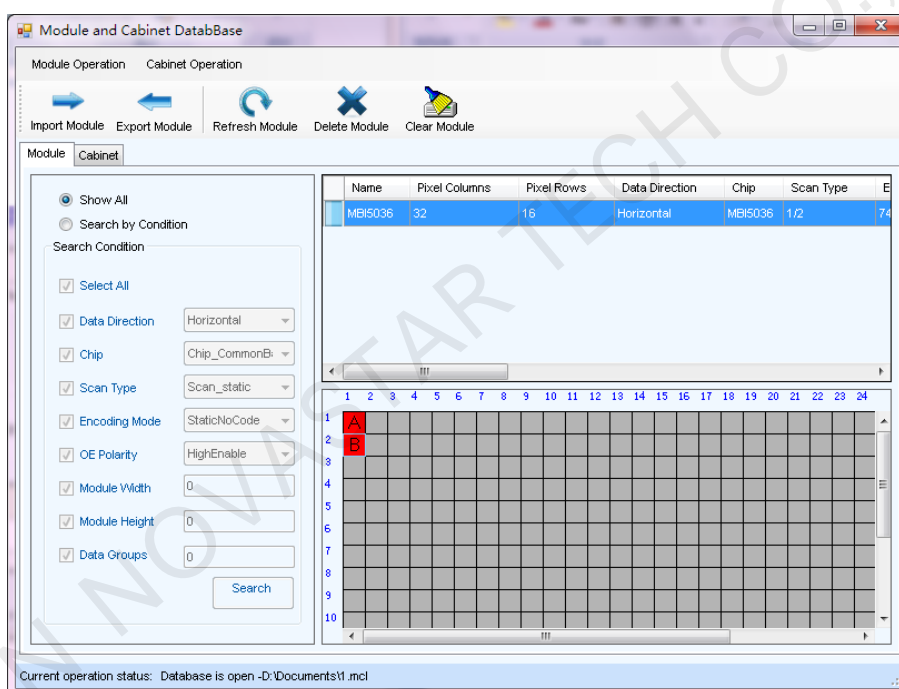 Module and Cabinet DatabBase
Module Operation Cabinet Operation
Import Module Export Module Refresh Module Delete Module Clear Module
Module Cabinet
Show All
Search by Condition
Search Condition
Select All
Data Direction Horizontal
Chip Chip_CommonB
Scan Type Scan_static
Encoding Mode StaticNoCode
OE Polarity HighEnable
Module Width 0
Module Height 0
Data Groups 0
Search
Name Pixel Columns Pixel Rows Data Direction Chip Scan Type E
MBI5036 32 16 Horizontal MBI5036 1/2 74
1 2 3 4 5 6 7 8 9 10 11 12 13 14 15 16 17 18 19 20 21 22 23 24
1 A
2 B
3
4
5
6
7
8
9
10
Current operation status: Database is open -D:\Documents\1.mcl
N NOVASTAR TECH CO.,